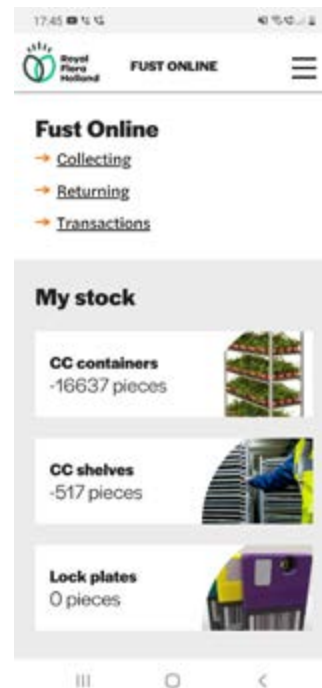 17.45
Royal
Flora
Holland
FUST ONLINE
Fust Online
Collecting
Returning
Transactions
My stock
CC containers
-16637 pieces
CC shelves
-517 pieces
Lock plates
0 pieces